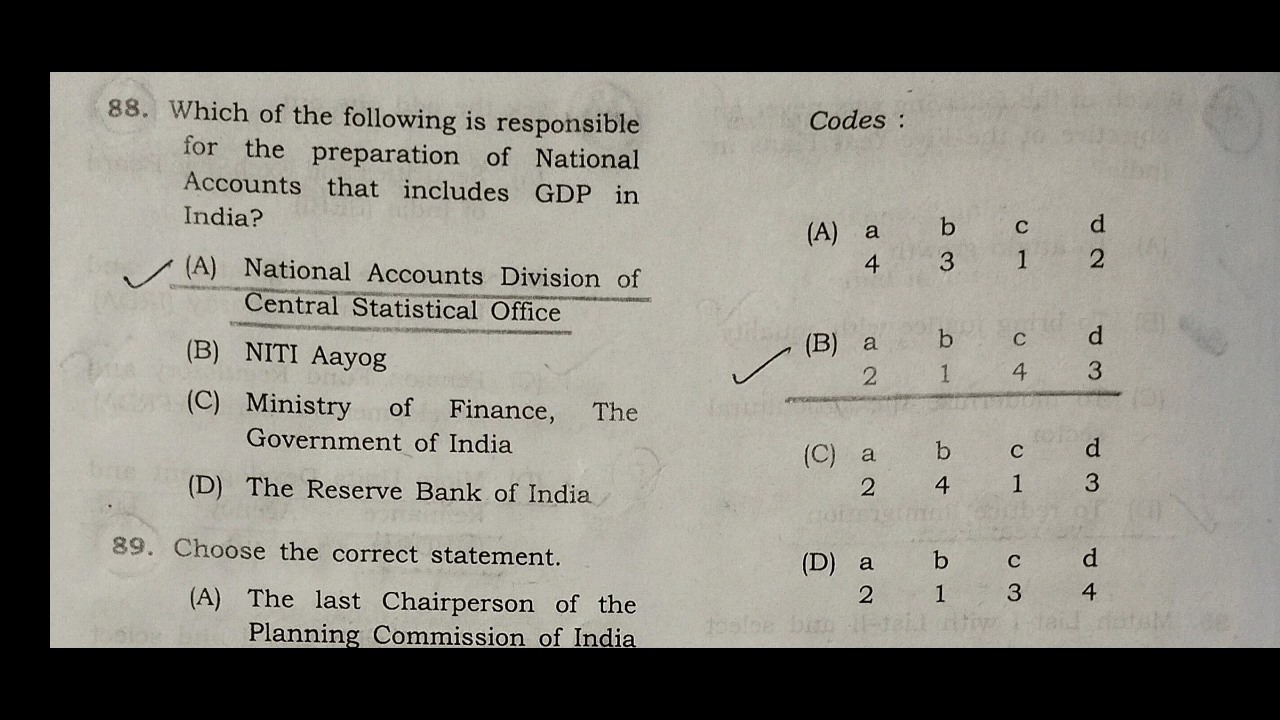 88. Which of the following is responsible
for the preparation of National
Accounts that includes GDP in
India?
(A) National Accounts Division of
Central Statistical Office
(B) NITI Aayog
(C) Ministry of Finance, The
Government of India
(D) The Reserve Bank of India
89. Choose the correct statement.
(A) The last Chairperson of the
Planning Commission of India
Codes :
(A) a b c d
4 3 1 2
(B) a b c d
2 1 4 3
(C) a b c d
2 4 1 3
(D) a b c d
2 1 3 4